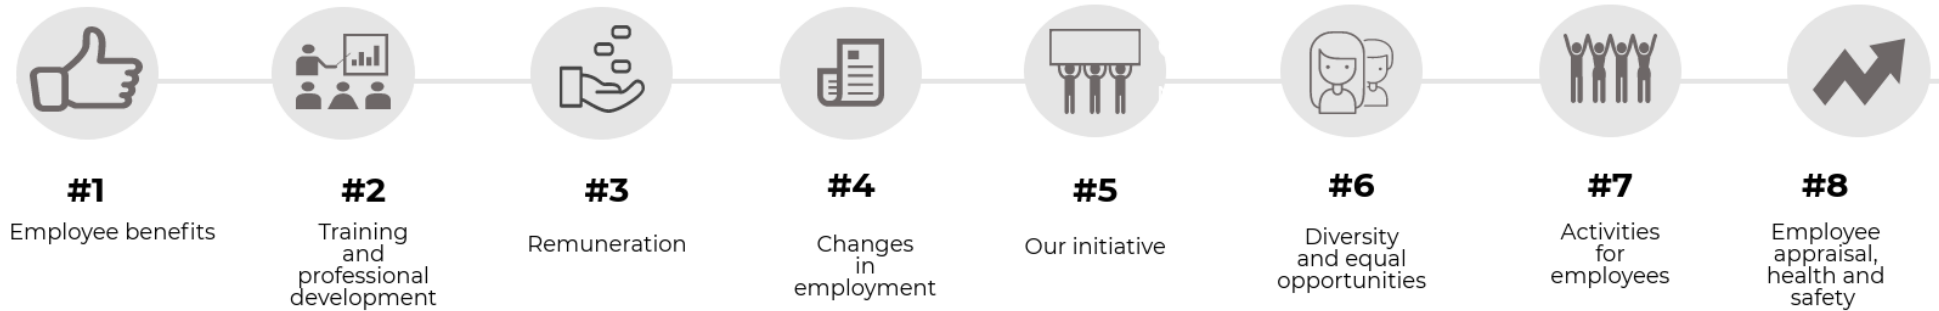 #1
Employee benefits
#2
Training
and
professional
development
#3
Remuneration
#4
Changes
in
employment
#5
Our initiative
#6
Diversity
and equal
opportunities
#7
Activities
for
employees
#8
Employee
appraisal,
health and
safety